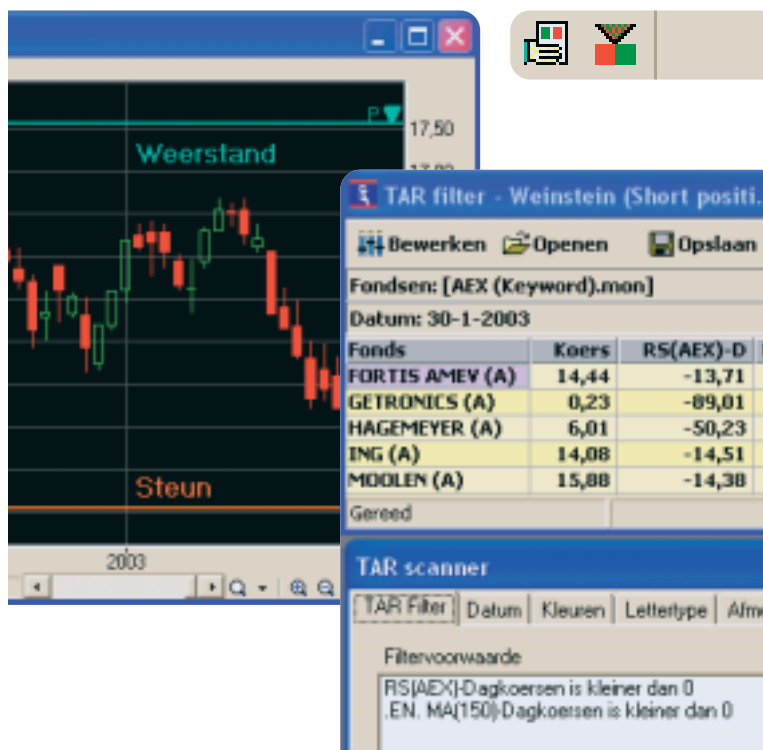 P
17,50
Weerstand
Steun
2003
TAR filter - Weinstein (Short positi..
Bewerken Openen Opslaan
Fondsen: [AEX (Keyword).mon]
Datum: 30-1-2003
Fonds Koers RS(AEX)-D
FORTIS AMEV (A) 14,44 -13,71
GETRONICS (A) 0,23 -89,01
HAGEMEYER (A) 6,01 -50,23
ING (A) 14,08 -14,51
MOOLEN (A) 15,88 -14,38
Gereed
TAR scanner
TAR Filter Datum Kleuren Lettertype Afme
Filtervoorwaarde
RS(AEX)-Dagkoersen is kleiner dan 0
.EN. MA(150)-Dagkoersen is kleiner dan 0